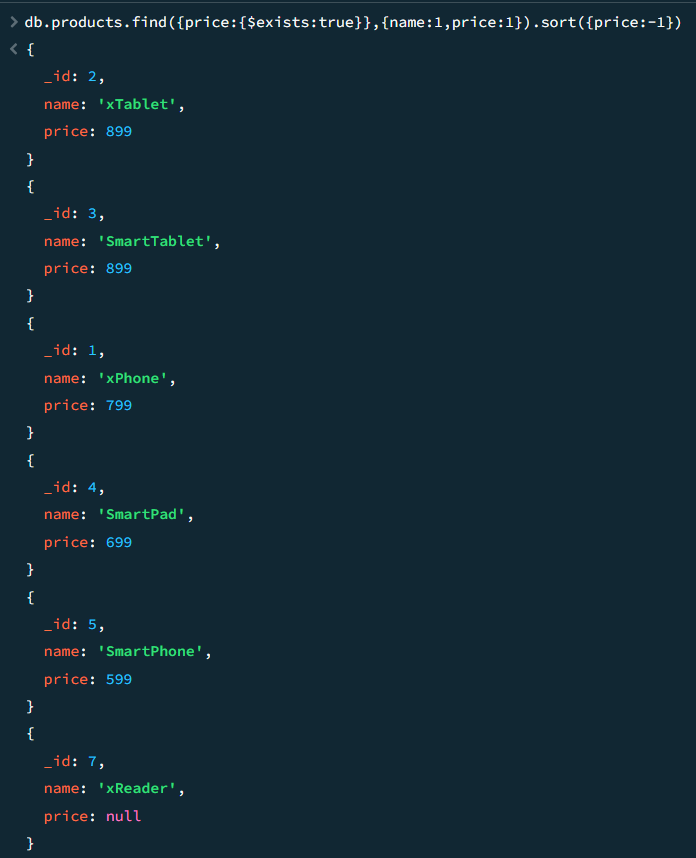 > db.products.find({price:{$exists:true}},{name:1,price:1}).sort({price:-1})
< {
_id: 2,
name: 'xTablet',
price: 899
}
{
_id: 3,
name: 'SmartTablet',
price: 899
}
{
_id: 1,
name: 'xPhone',
price: 799
}
{
_id: 4,
name: 'SmartPad',
price: 699
}
{
_id: 5,
name: 'SmartPhone',
price: 599
}
{
_id: 7,
name: 'xReader',
price: null
}